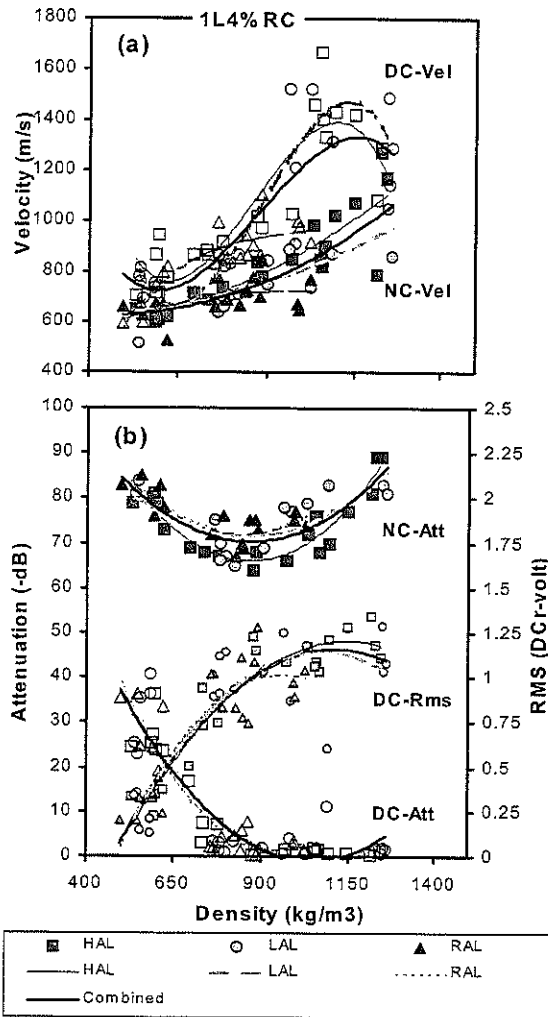 1L4% RC
(a)
DC-Vel
NC-Vel
Velocity (m/s)
1800
1600
1400
1200
1000
800
600
400
(b)
NC-Att
DC-Rms
DC-Att
Attenuation (-dB)
100
90
80
70
60
50
40
30
20
10
0
RMS (DCr-volt)
2.5
2.25
2
1.75
1.5
1.25
1
0.75
0.5
0.25
0
400 650 900 1150 1400
Density (kg/m3)
HAL LAL RAL
HAL LAL RAL
Combined